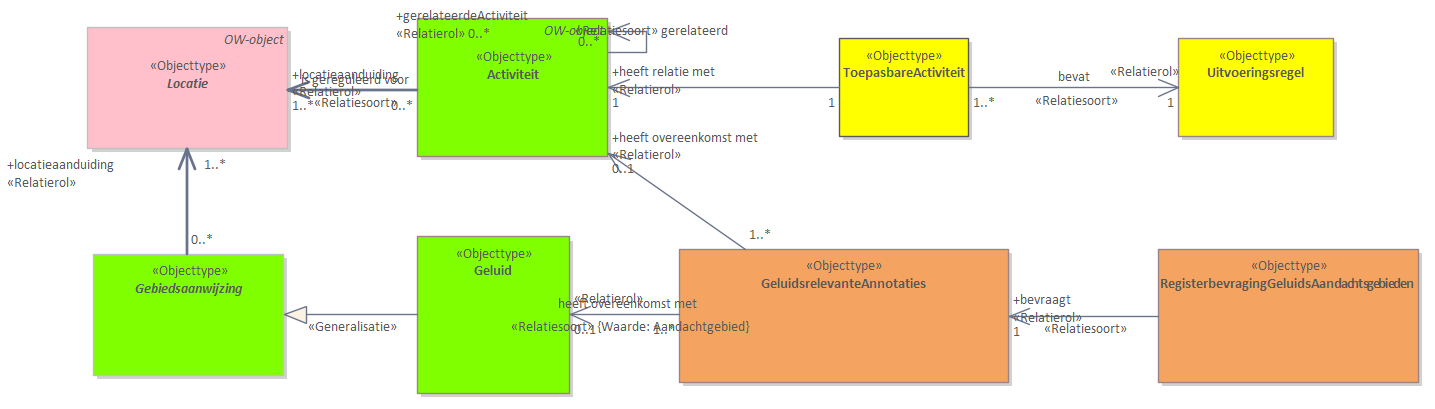 OW-object
«Objecttype»
Locatie
+locatieaanduiding
«Relatierol»
1..*
is gereguleerd voor
«Relatiesoort»
0..*
+gerelateerdeActiviteit
«Relatierol» 0..*
OW-object
«Objecttype»
Activiteit
«Relatiesoort» gerelateerd
0..*
+heeft relatie met
«Relatierol»
1
1
«Objecttype»
ToepasbareActiviteit
bevat
«Relatierol»
1..*
«Relatiesoort»
1
«Objecttype»
Uitvoeringsregel
+heeft overeenkomst met
«Relatierol»
0..1
1..*
+locatieaanduiding
«Relatierol»
1..*
0..*
«Objecttype»
Gebiedsaanwijzing
«Generalisatie»
«Objecttype»
Geluid
«Relatierol»
heeft overeenkomst met
«Relatiesoort» {Waarde: Aandachtgebied}
0..1
1..*
«Objecttype»
GeluidsrelevanteAnnotaties
+bevraagt
«Relatierol»
1
«Relatiesoort»
«Objecttype»
RegisterbevragingGeluidsAandachtsgebieden